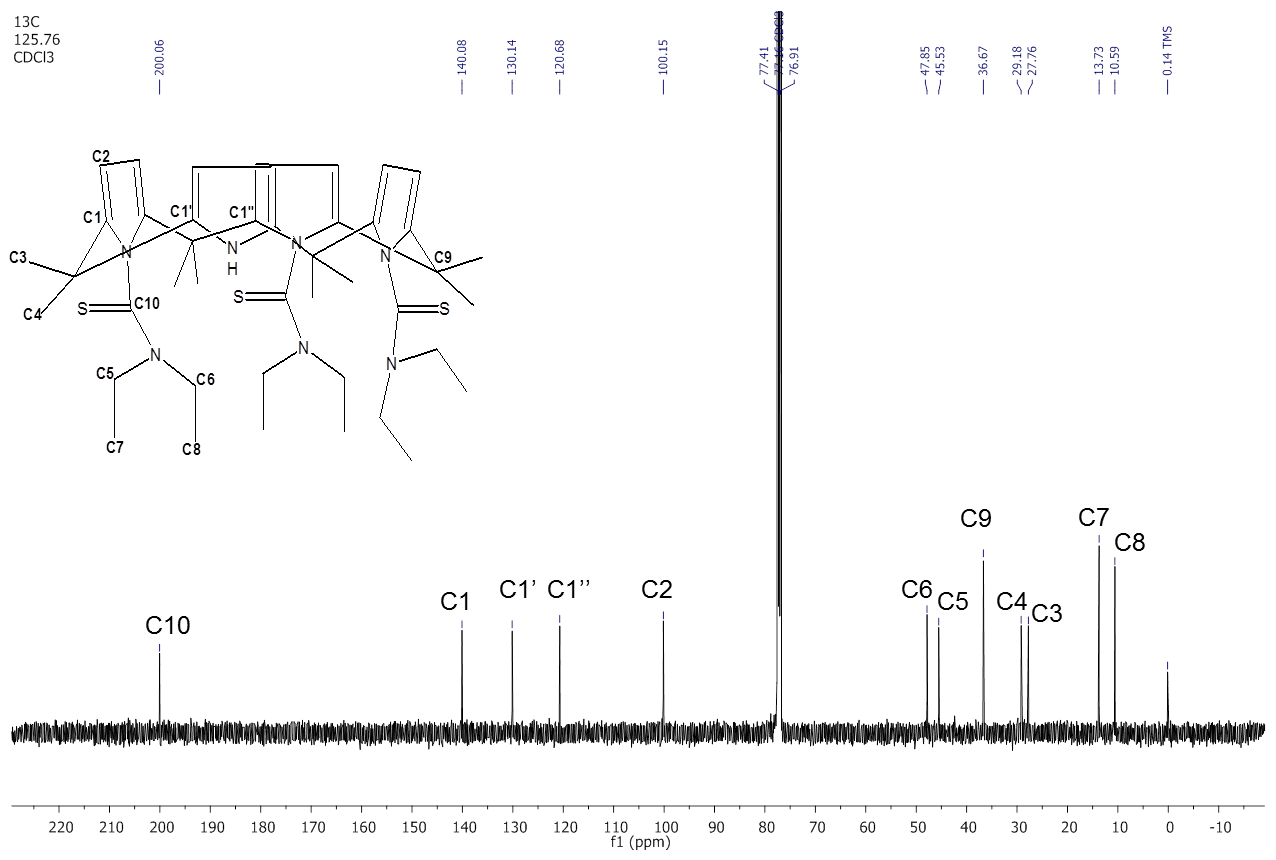 13C
125.76
CDCl3
200.06
140.08
130.14
120.68
100.15
77.41
77.16 CDCl3
76.91
47.85
45.53
36.67
29.18
27.76
13.73
10.59
0.14 TMS
C2
C1
C1'
C1''
C3
C4
N
N
H
N
N
C9
S
C10
S
S
N
N
N
C5
C6
C7
C8
C10
C1
C1’
C1’’
C2
C6
C5
C9
C4
C3
C7
C8
220 210 200 190 180 170 160 150 140 130 120 110 100 90 80 70 60 50 40 30 20 10 0 -10
f1 (ppm)